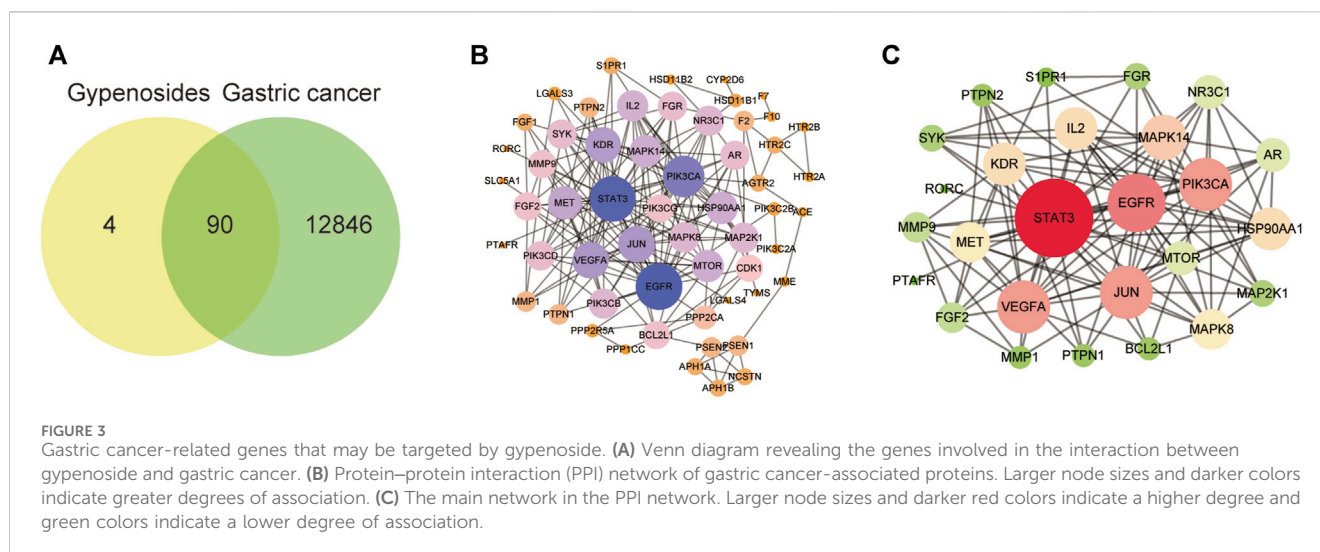 A
Gypenosides Gastric cancer
4 90 12846
B
S1PR1
HSD11B2
CYP2D6
LGALS3
PTPN2
IL2
FGR
HSD11B1
F7
FGF1
NR3C1
F2
F10
SYK
KDR
MAPK14
HTR2B
RORC
MMP9
AR
HTR2C
SLC5A1
PIK3CA
AGTR2
HTR2A
FGF2
MET
STAT3
PIK3CG
HSP90AA1
PIK3C2B
ACE
PTAFR
JUN
MAPK8
MAP2K1
PIK3C2A
PIK3CD
VEGFA
MTOR
CDK1
MME
MMP1
PIK3CB
EGFR
LGALS4
TYMS
PTPN1
PPP2CA
PPP2R5A
BCL2L1
PPP1CC
PSEN2
PSEN1
APH1A
NCSTN
APH1B
C
S1PR1
FGR
PTPN2
NR3C1
SYK
IL2
MAPK14
KDR
AR
RORC
PIK3CA
STAT3
EGFR
MMP9
HSP90AA1
MET
MTOR
PTAFR
MAP2K1
FGF2
VEGFA
JUN
MAPK8
MMP1
PTPN1
BCL2L1
FIGURE 3
Gastric cancer-related genes that may be targeted by gypenoside. (A) Venn diagram revealing the genes involved in the interaction between
gypenoside and gastric cancer. (B) Protein–protein interaction (PPI) network of gastric cancer-associated proteins. Larger node sizes and darker colors
indicate greater degrees of association. (C) The main network in the PPI network. Larger node sizes and darker red colors indicate a higher degree and
green colors indicate a lower degree of association.